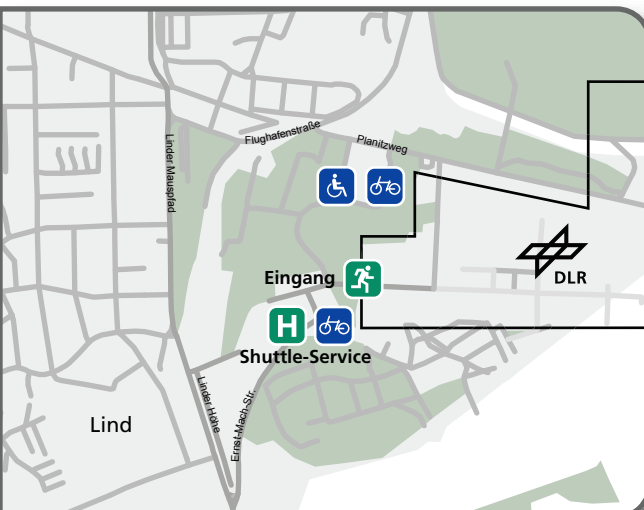 Flughafenstraße
Planitzweg
Linder Mauspfad
DLR
Eingang
H
Shuttle-Service
Linder Höhe
Ernst-Mach-Str.
Lind